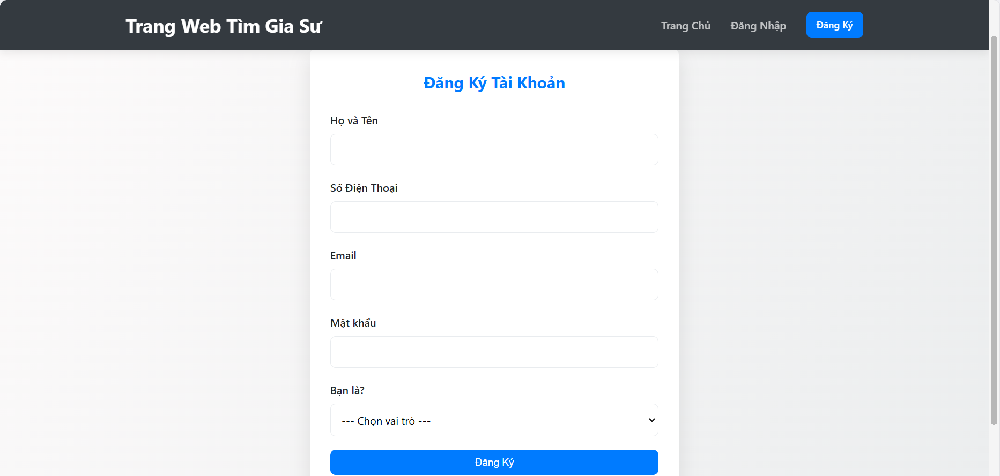 Trang Web Tìm Gia Sư
Trang Chủ
Đăng Nhập
Đăng Ký
Đăng Ký Tài Khoản
Họ và Tên
Số Điện Thoại
Email
Mật khẩu
Bạn là?
--- Chọn vai trò ---
Đăng Ký